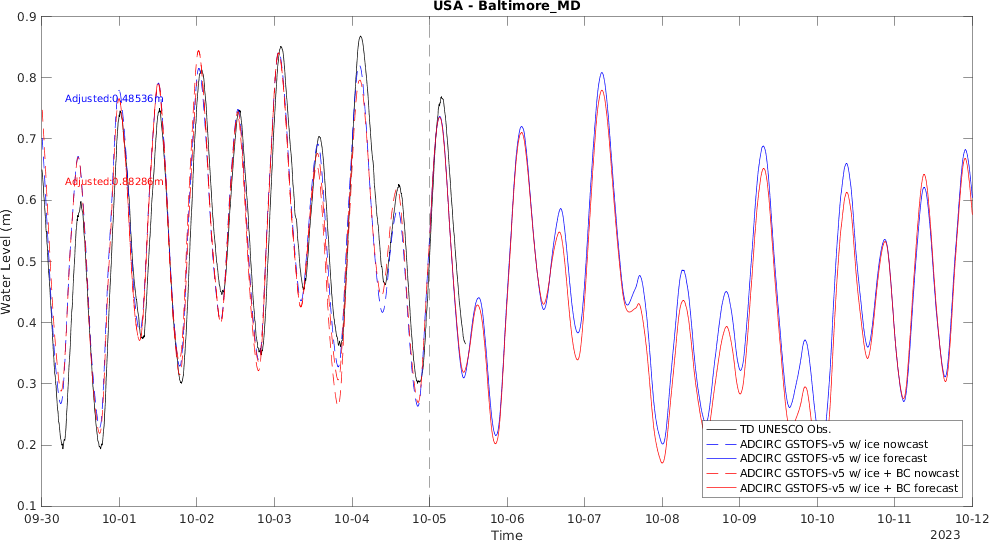 USA - Baltimore_MD
0.9
0.8
0.7
0.6
0.5
0.4
0.3
0.2
0.1
Water Level (m)
Adjusted:0.48536m
Adjusted:0.88286m
TD UNESCO Obs.
ADCIRC GSTOFS-v5 w/ ice nowcast
ADCIRC GSTOFS-v5 w/ ice forecast
ADCIRC GSTOFS-v5 w/ ice + BC nowcast
ADCIRC GSTOFS-v5 w/ ice + BC forecast
09-30 10-01 10-02 10-03 10-04 10-05 10-06 10-07 10-08 10-09 10-10 10-11 10-12
Time
2023